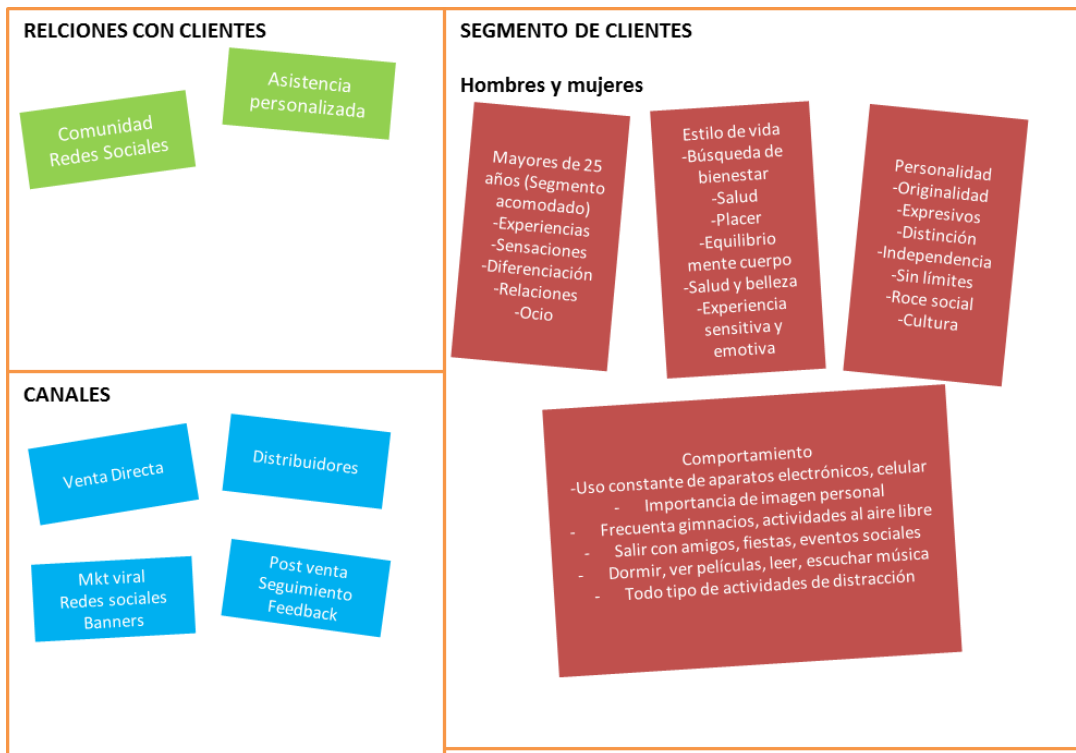 RELCIONES CON CLIENTES
Asistencia
personalizada
Comunidad
Redes Sociales
CANALES
Venta Directa
Distribuidores
Mkt viral
Redes sociales
Banners
Post venta
Seguimiento
Feedback
SEGMENTO DE CLIENTES
Hombres y mujeres
Mayores de 25
años (Segmento
acomodado)
-Experiencias
-Sensaciones
-Diferenciación
-Relaciones
-Ocio
Estilo de vida
-Búsqueda de
bienestar
-Salud
-Placer
-Equilibrio
mente cuerpo
-Salud y belleza
-Experiencia
sensitiva y
emotiva
Personalidad
-Originalidad
-Expresivos
-Distinción
-Independencia
-Sin límites
-Roce social
-Cultura
Comportamiento
-Uso constante de aparatos electrónicos, celular
- Importancia de imagen personal
- Frecuenta gimnacios, actividades al aire libre
- Salir con amigos, fiestas, eventos sociales
- Dormir, ver películas, leer, escuchar música
- Todo tipo de actividades de distracción